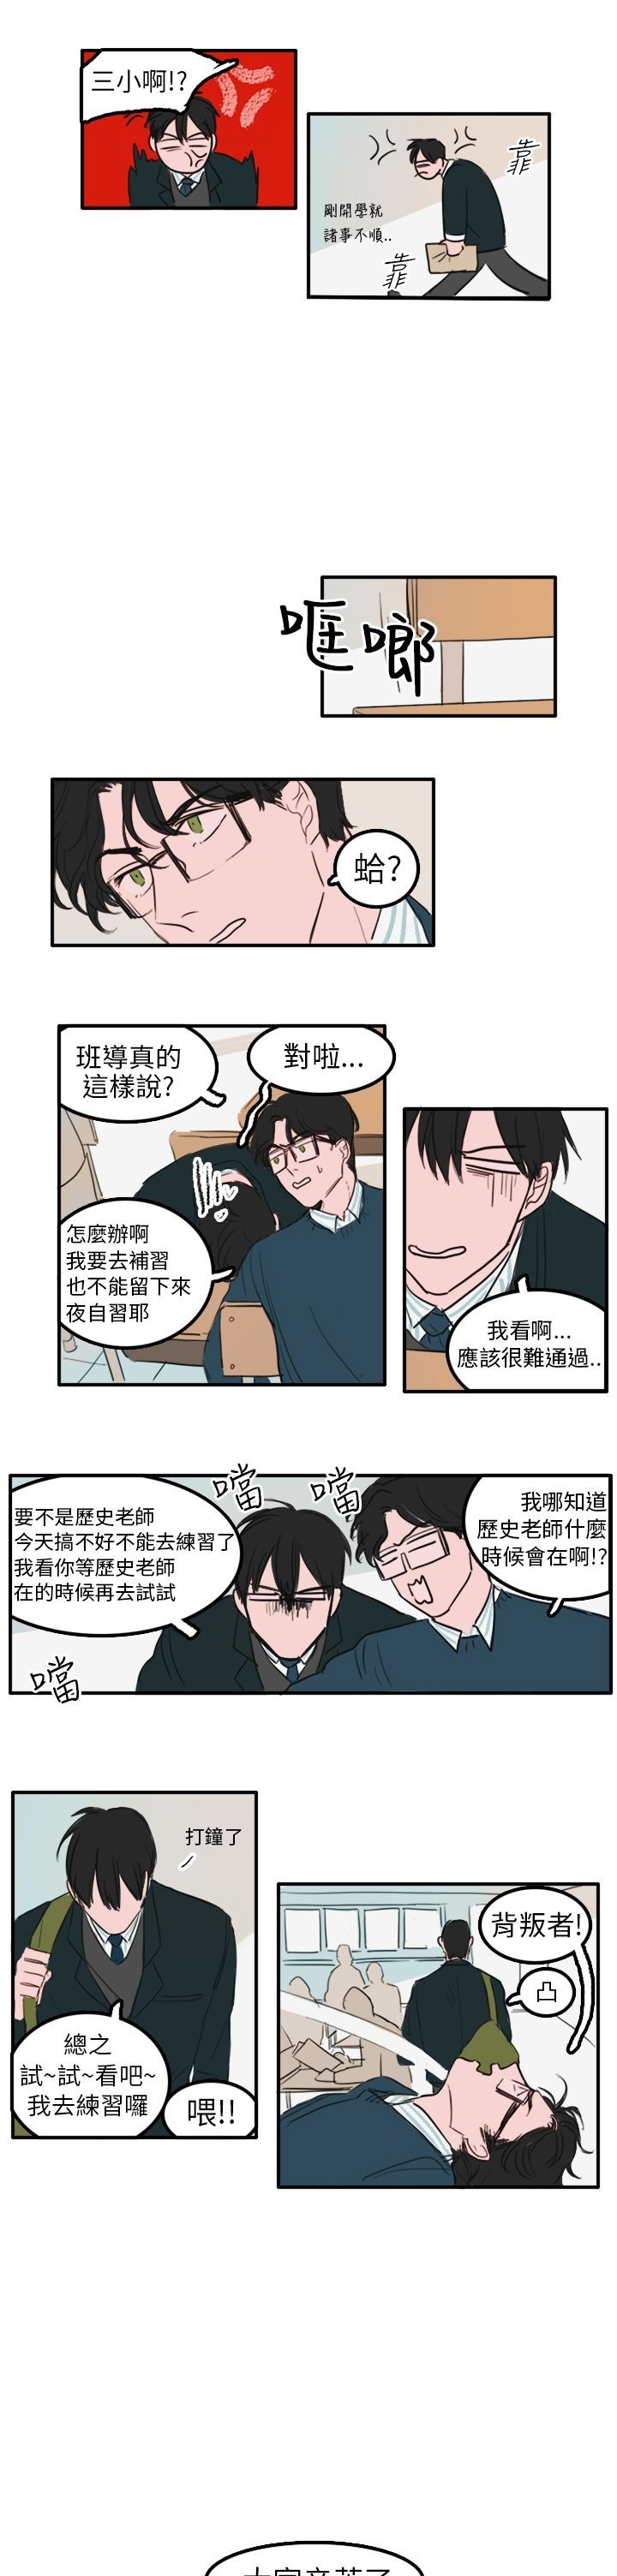 三小啊!?
靠
剛開學就
諸事不順..
靠
哐啷
蛤?
班導真的
這樣說?
對啦...
怎麼辦啊
我要去補習
也不能留下來
夜自習耶
我看啊...
應該很難通過..
要不是歷史老師
今天搞不好不能去練習了
我看你等歷史老師
在的時候再去試試
噹
噹
我哪知道
歷史老師什麼
時候會在啊!?
噹
打鐘了
總之
試~試~看吧~
我去練習囉
喂!!
背叛者!
凸